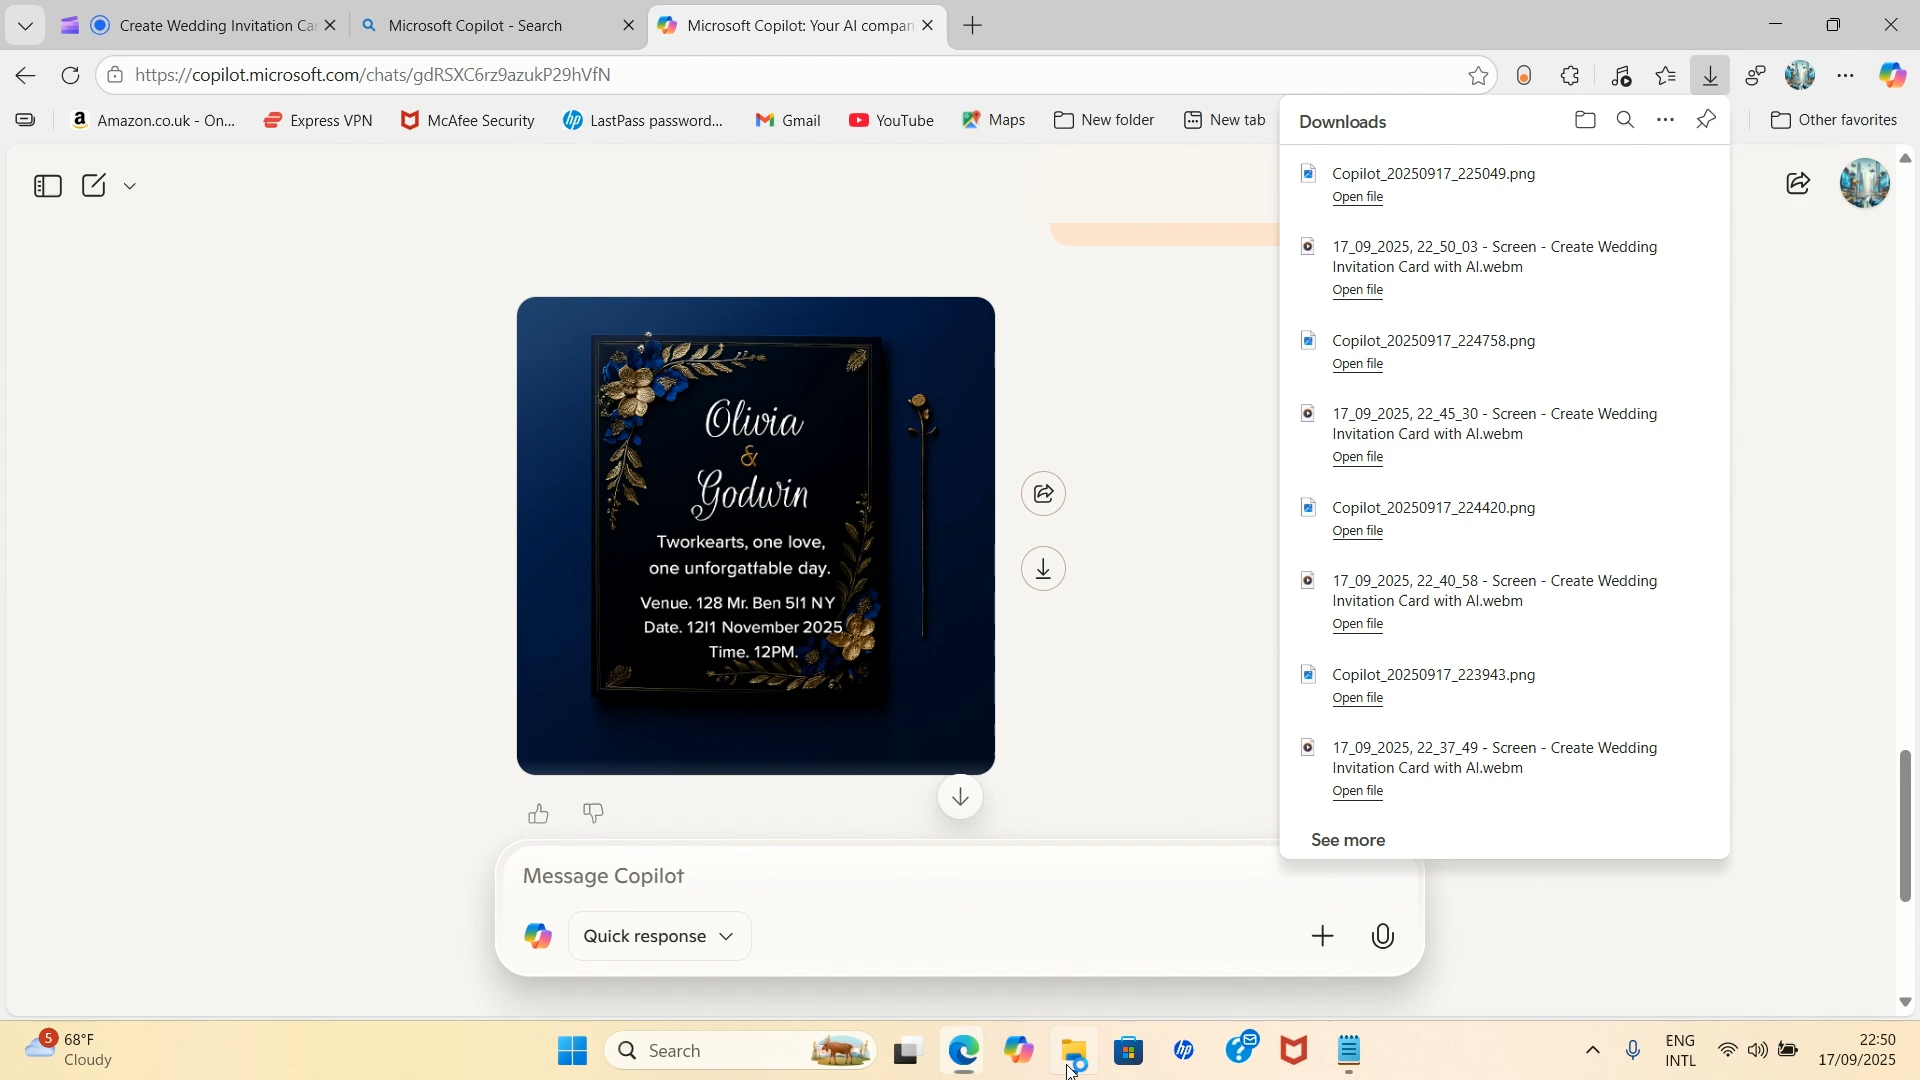 Create Wedding Invitation Car
Microsoft Copilot - Search
Microsoft Copilot: Your AI compan
https://copilot.microsoft.com/chats/gdRSXC6rz9azukP29hVfN
Amazon.co.uk - On...
Express VPN
McAfee Security
LastPass password...
Gmail
YouTube
Maps
New folder
New tab
Other favorites
Downloads
Copilot_20250917_225049.png
Open file
17_09_2025, 22_50_03 - Screen - Create Wedding
Invitation Card with AI.webm
Open file
Copilot_20250917_224758.png
Open file
17_09_2025, 22_45_30 - Screen - Create Wedding
Invitation Card with AI.webm
Open file
Copilot_20250917_224420.png
Open file
17_09_2025, 22_40_58 - Screen - Create Wedding
Invitation Card with AI.webm
Open file
Copilot_20250917_223943.png
Open file
17_09_2025, 22_37_49 - Screen - Create Wedding
Invitation Card with AI.webm
Open file
See more
Olivia
&
Godwin
Tworkearts, one love,
one unforgatfable day.
Venue. 128 Mr. Ben 5I1 NY
Date. 12I1 November 2025
Time. 12PM.
Message Copilot
Quick response
5
68°F
Cloudy
Search
hp
ENG
INTL
22:50
17/09/2025